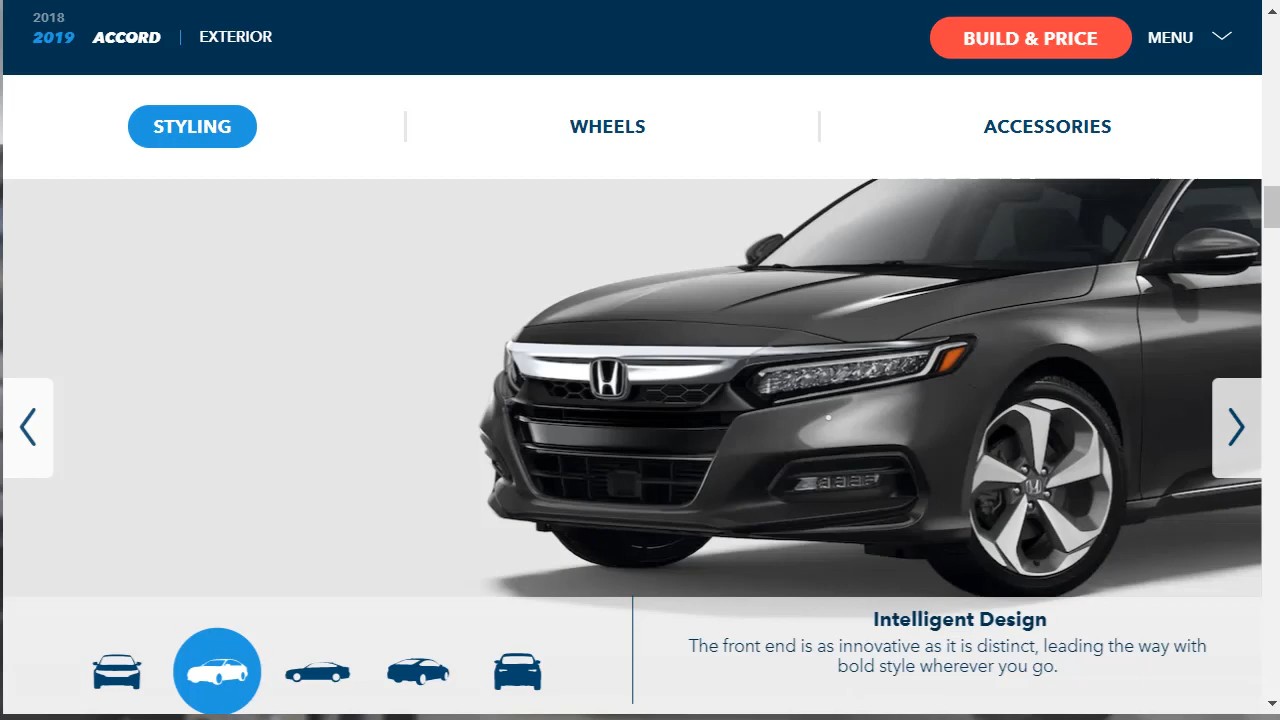 2018
2019 ACCORD | EXTERIOR
BUILD & PRICE
MENU
STYLING
WHEELS
ACCESSORIES
Intelligent Design
The front end is as innovative as it is distinct, leading the way with
bold style wherever you go.